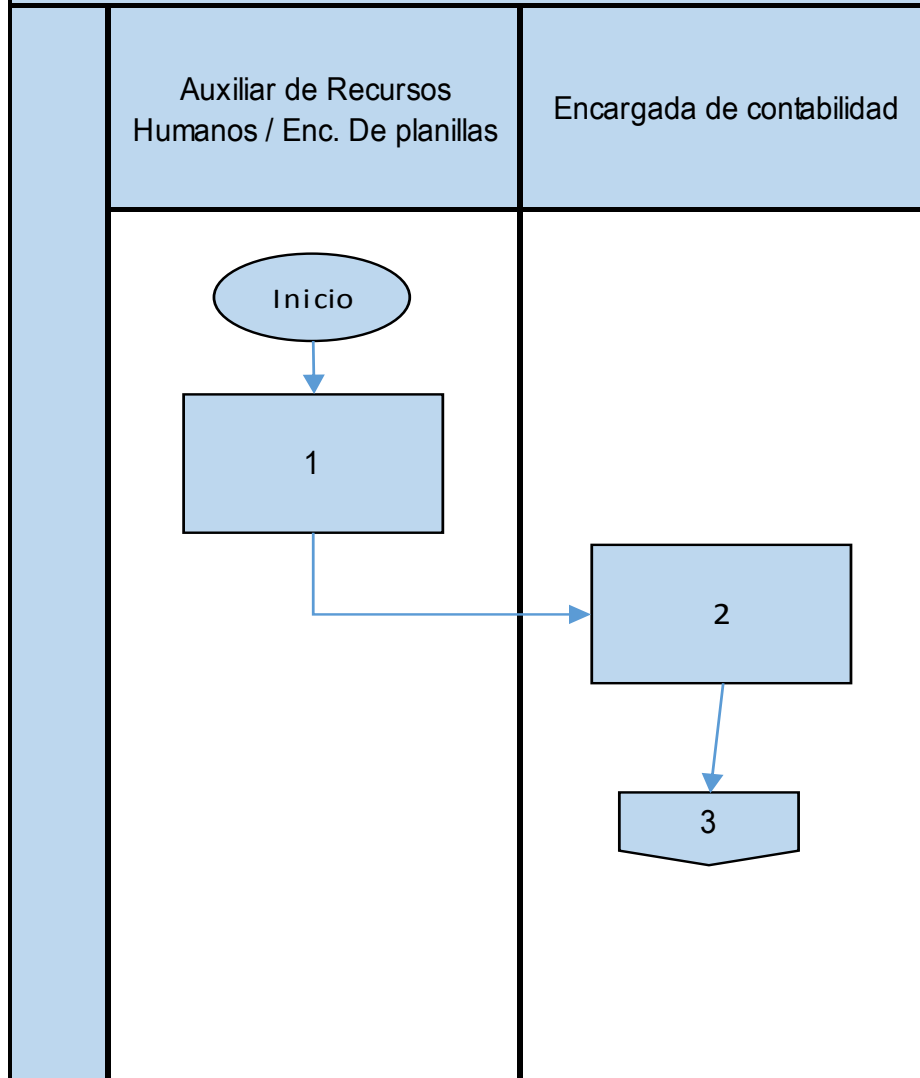 Auxiliar de Recursos
Humanos / Enc. De planillas
Encargada de contabilidad
Inicio
1
2
3